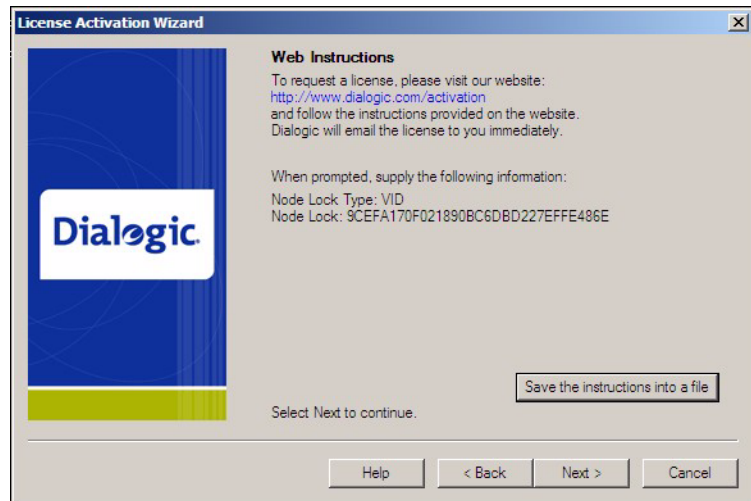 License Activation Wizard
Web Instructions
To request a license, please visit our website:
http://www.dialogic.com/activation
and follow the instructions provided on the website.
Dialogic will email the license to you immediately.
When prompted, supply the following information:
Node Lock Type: VID
Node Lock: 9CEFA170F021890BC6DBD227EFFE486E
Dialogic.
Save the instructions into a file
Select Next to continue.
Help
< Back
Next >
Cancel